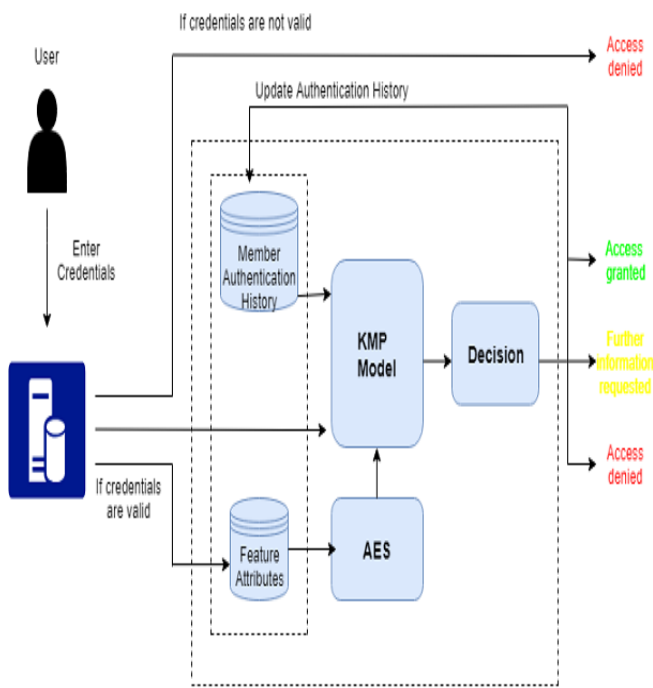 If credentials are not valid
User
Access
denied
Update Authentication History
Enter
Credentials
Member
Authentication
History
Access
granted
KMP
Model
Decision
Further
information
requested
Access
denied
If credentials
are valid
Feature
Attributes
AES